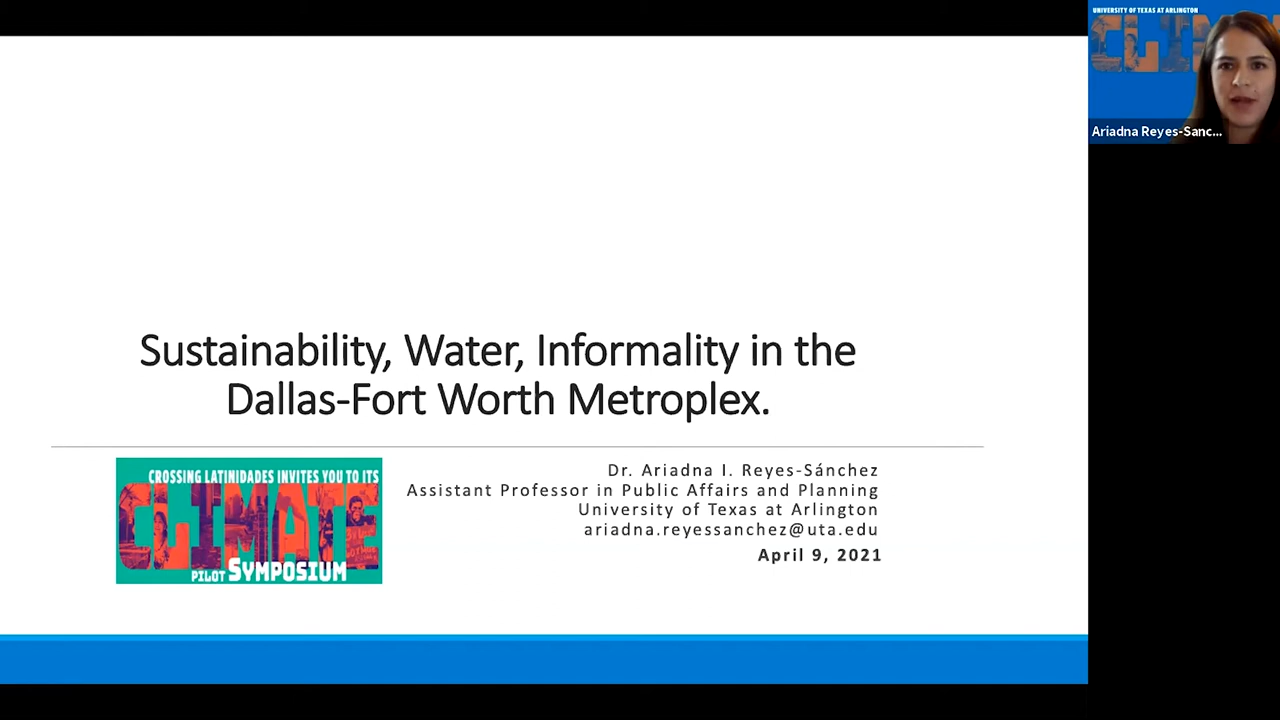 UNIVERSITY OF TEXAS AT ARLINGTON
CLIM
Ariadna Reyes-Sanc...
Sustainability, Water, Informality in the
Dallas-Fort Worth Metroplex.
CROSSING LATINIDADES INVITES YOU TO ITS
CLIMATE
PILOT SYMPOSIUM
Dr. Ariadna I. Reyes-Sánchez
Assistant Professor in Public Affairs and Planning
University of Texas at Arlington
ariadna.reyessanchez@uta.edu
April 9, 2021